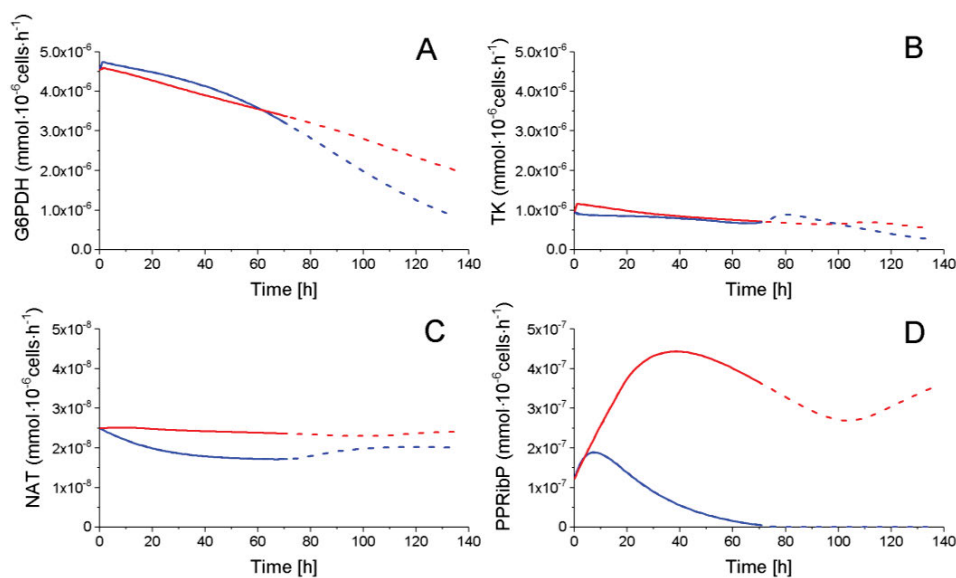 A
G6PDH (mmol·10⁻⁶cells·h⁻¹)
5.0x10⁻⁶
4.0x10⁻⁶
3.0x10⁻⁶
2.0x10⁻⁶
1.0x10⁻⁶
0.0
0 20 40 60 80 100 120 140
Time [h]
B
TK (mmol·10⁻⁶cells·h⁻¹)
5.0x10⁻⁶
4.0x10⁻⁶
3.0x10⁻⁶
2.0x10⁻⁶
1.0x10⁻⁶
0.0
0 20 40 60 80 100 120 140
Time [h]
C
NAT (mmol·10⁻⁶cells·h⁻¹)
5x10⁻⁸
4x10⁻⁸
3x10⁻⁸
2x10⁻⁸
1x10⁻⁸
0
0 20 40 60 80 100 120 140
Time [h]
D
PPRibP (mmol·10⁻⁶cells·h⁻¹)
5x10⁻⁷
4x10⁻⁷
3x10⁻⁷
2x10⁻⁷
1x10⁻⁷
0
0 20 40 60 80 100 120 140
Time [h]